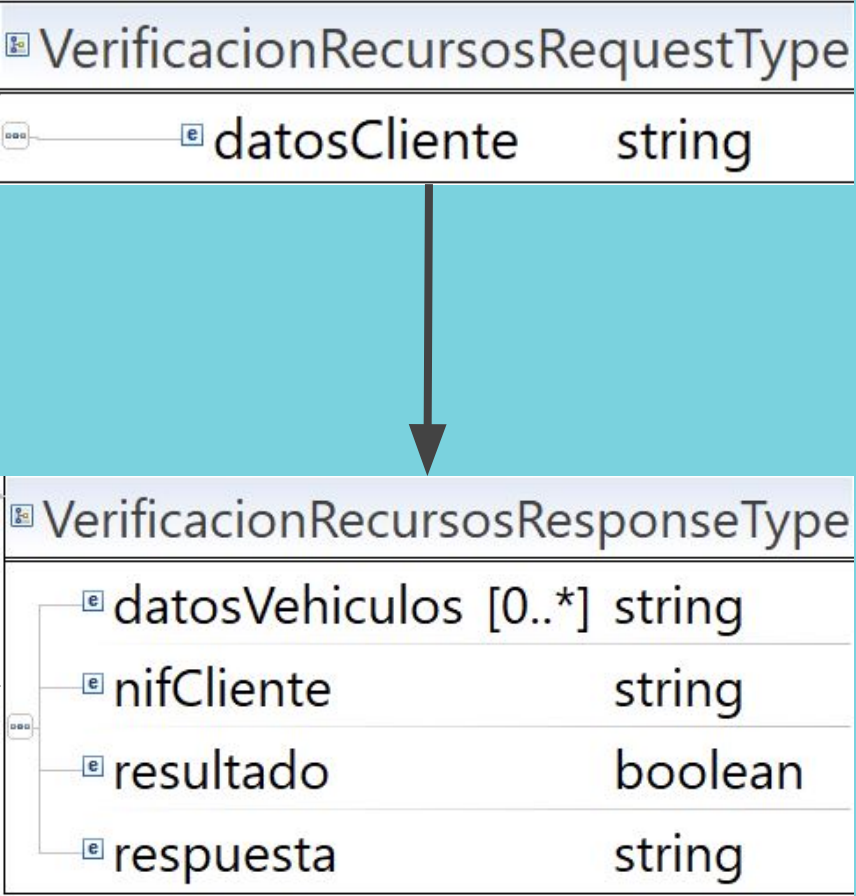 VerificacionRecursosRequestType
e datosCliente string
VerificacionRecursosResponseType
e datosVehiculos [0..*] string
e nifCliente string
e resultado boolean
e respuesta string